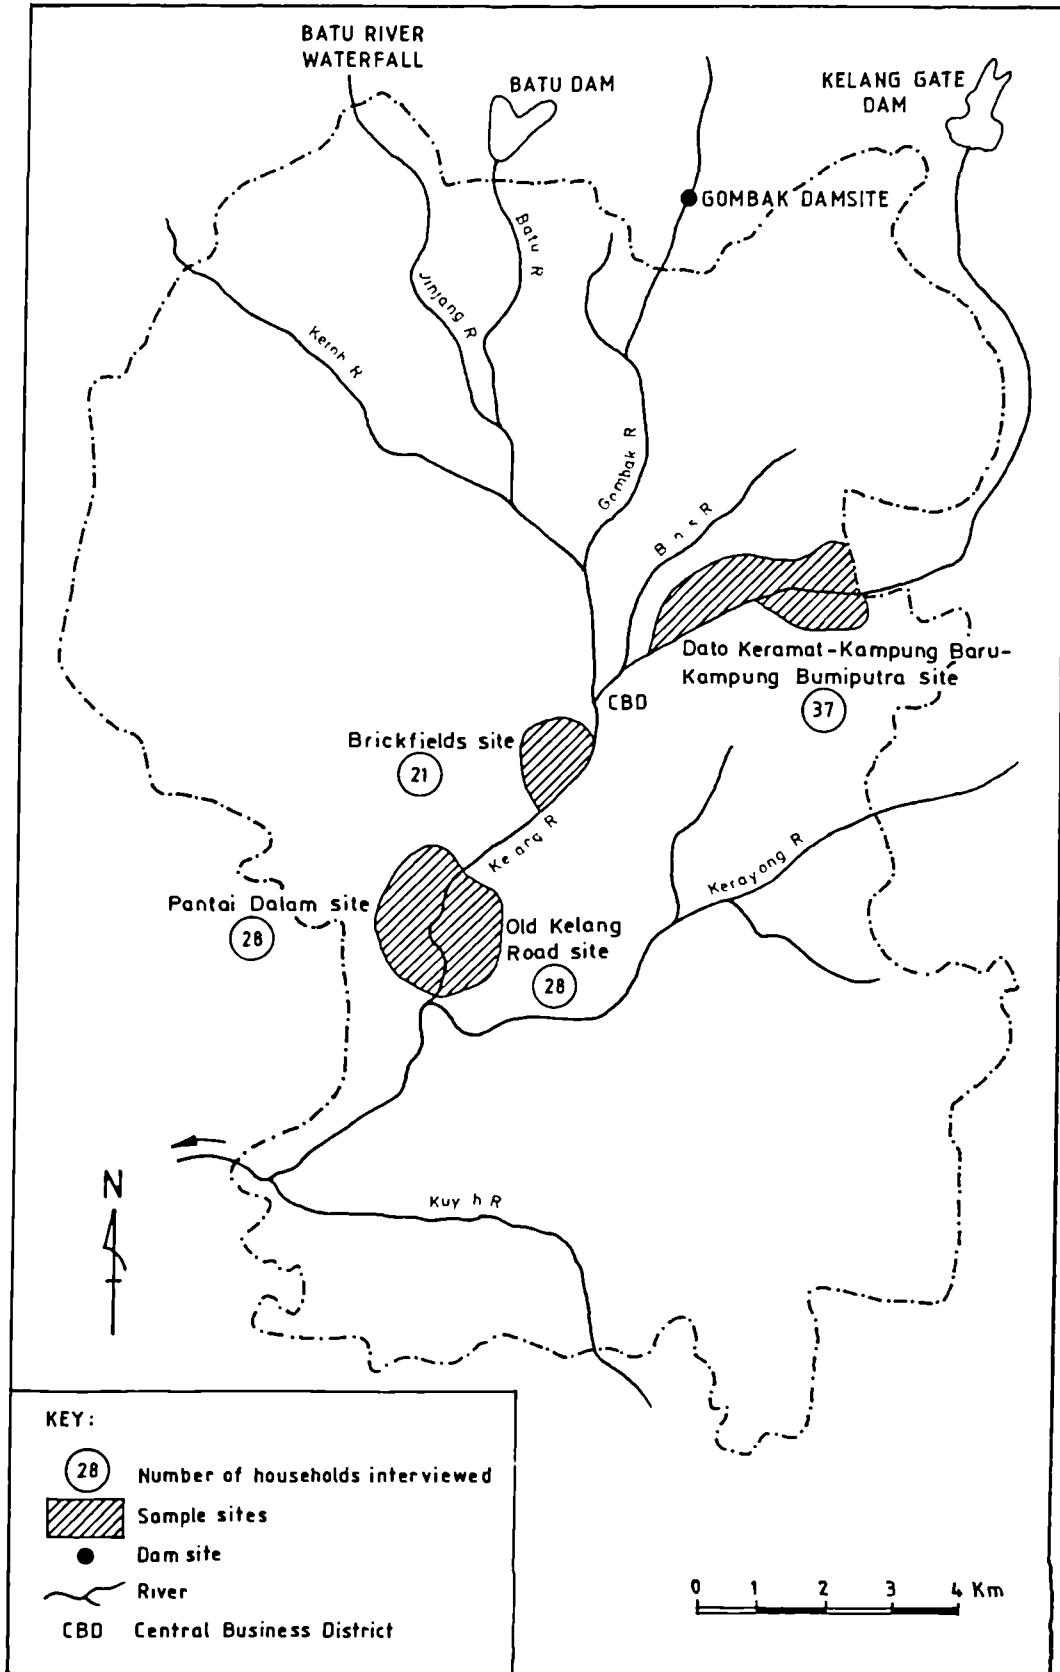 BATU RIVER
WATERFALL
BATU DAM
KELANG GATE
DAM
GOMBAK DAMSITE
Batu R
Jinjang R
R
Gombak R
R
Dato Keramat-Kampung Baru-
Kampung Bumiputra site
37
CBD
Brickfields site
21
R
Kerayong R
Pantai Dalam site
28
Old Kelang
Road site
28
N
R
KEY:
28 Number of households interviewed
Sample sites
Dam site
River
CBD Central Business District
0 1 2 3 4 Km